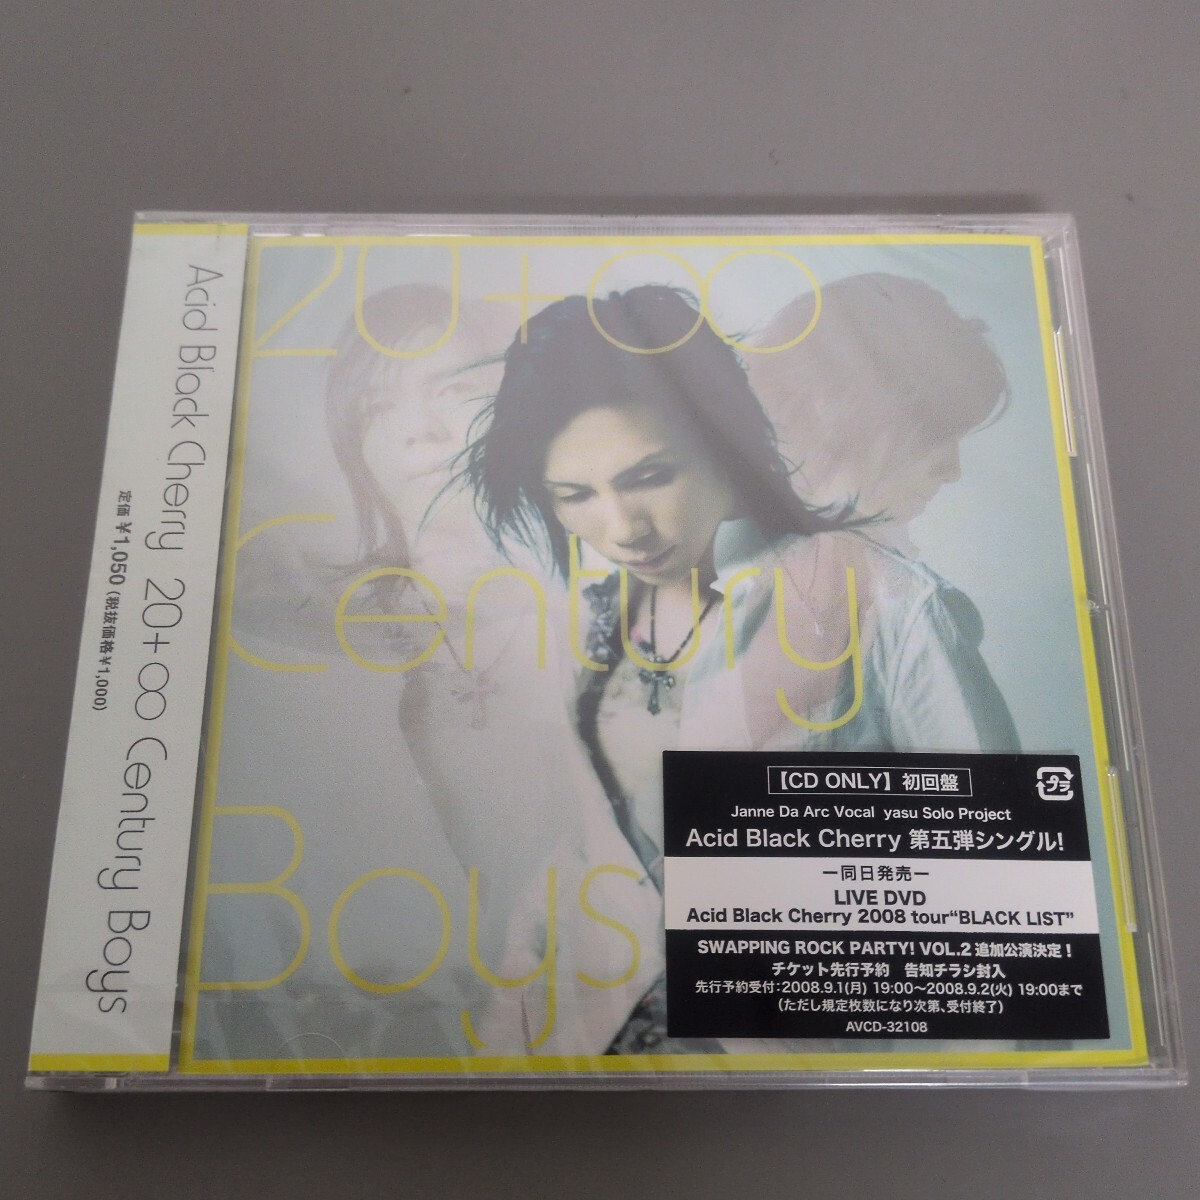 Acid Black Cherry 20+∞ Century Boys
定価 ¥1,050 (税抜価格¥1,000)
20+∞
Century
Boys
【CD ONLY】初回盤
プラ
Janne Da Arc Vocal yasu Solo Project
Acid Black Cherry 第五弾シングル!
ー同日発売ー
LIVE DVD
Acid Black Cherry 2008 tour“BLACK LIST”
SWAPPING ROCK PARTY! VOL.2 追加公演決定!
チケット先行予約 告知チラシ封入
先行予約受付:2008.9.1(月) 19:00〜2008.9.2(火) 19:00まで
(ただし規定枚数になり次第、受付終了)
AVCD-32108